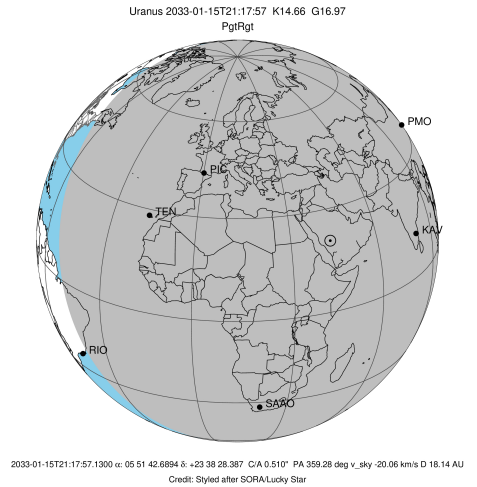 Uranus 2033-01-15T21:17:57 K14.66 G16.97
PgtRgt
PMO
PIC
TEN
KAV
RIO
SAAO
2033-01-15T21:17:57.1300 α: 05 51 42.6894 δ: +23 38 28.387 C/A 0.510" PA 359.28 deg v_sky -20.06 km/s D 18.14 AU
Credit: Styled after SORA/Lucky Star